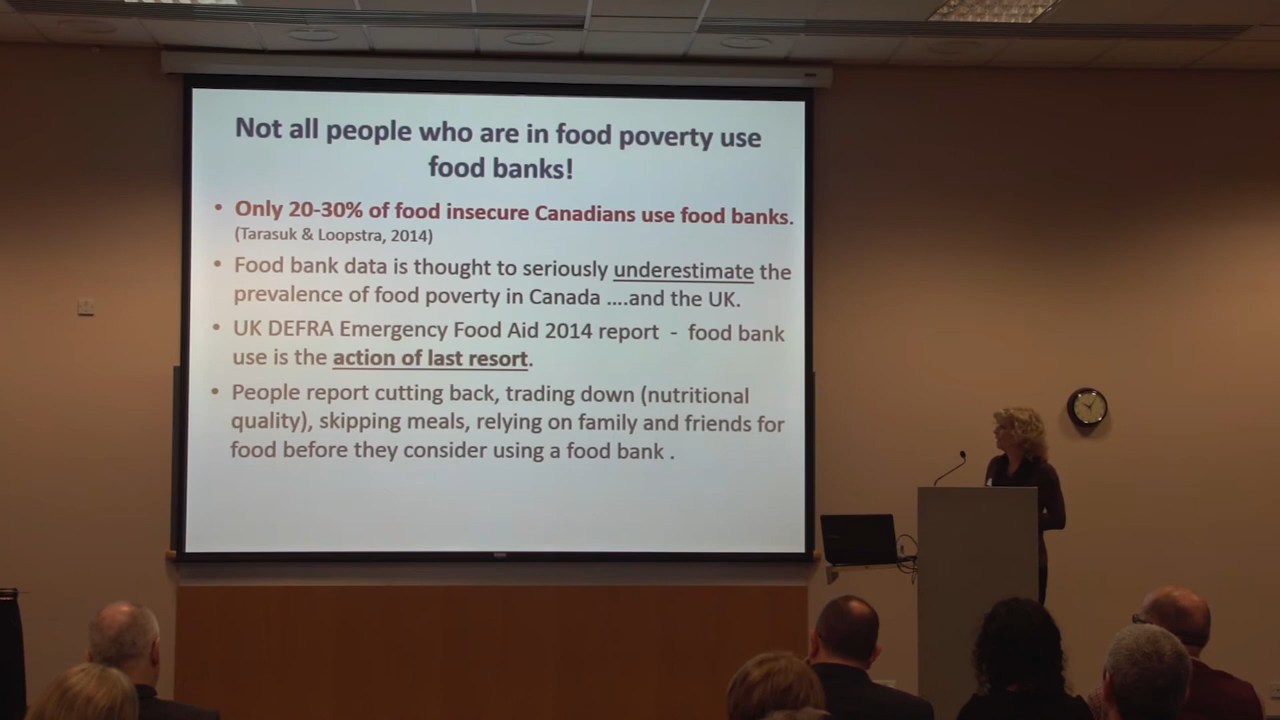 Not all people who are in food poverty use
food banks!
• Only 20-30% of food insecure Canadians use food banks.
(Tarasuk & Loopstra, 2014)
• Food bank data is thought to seriously underestimate the
prevalence of food poverty in Canada ....and the UK.
• UK DEFRA Emergency Food Aid 2014 report - food bank
use is the action of last resort.
• People report cutting back, trading down (nutritional
quality), skipping meals, relying on family and friends for
food before they consider using a food bank .